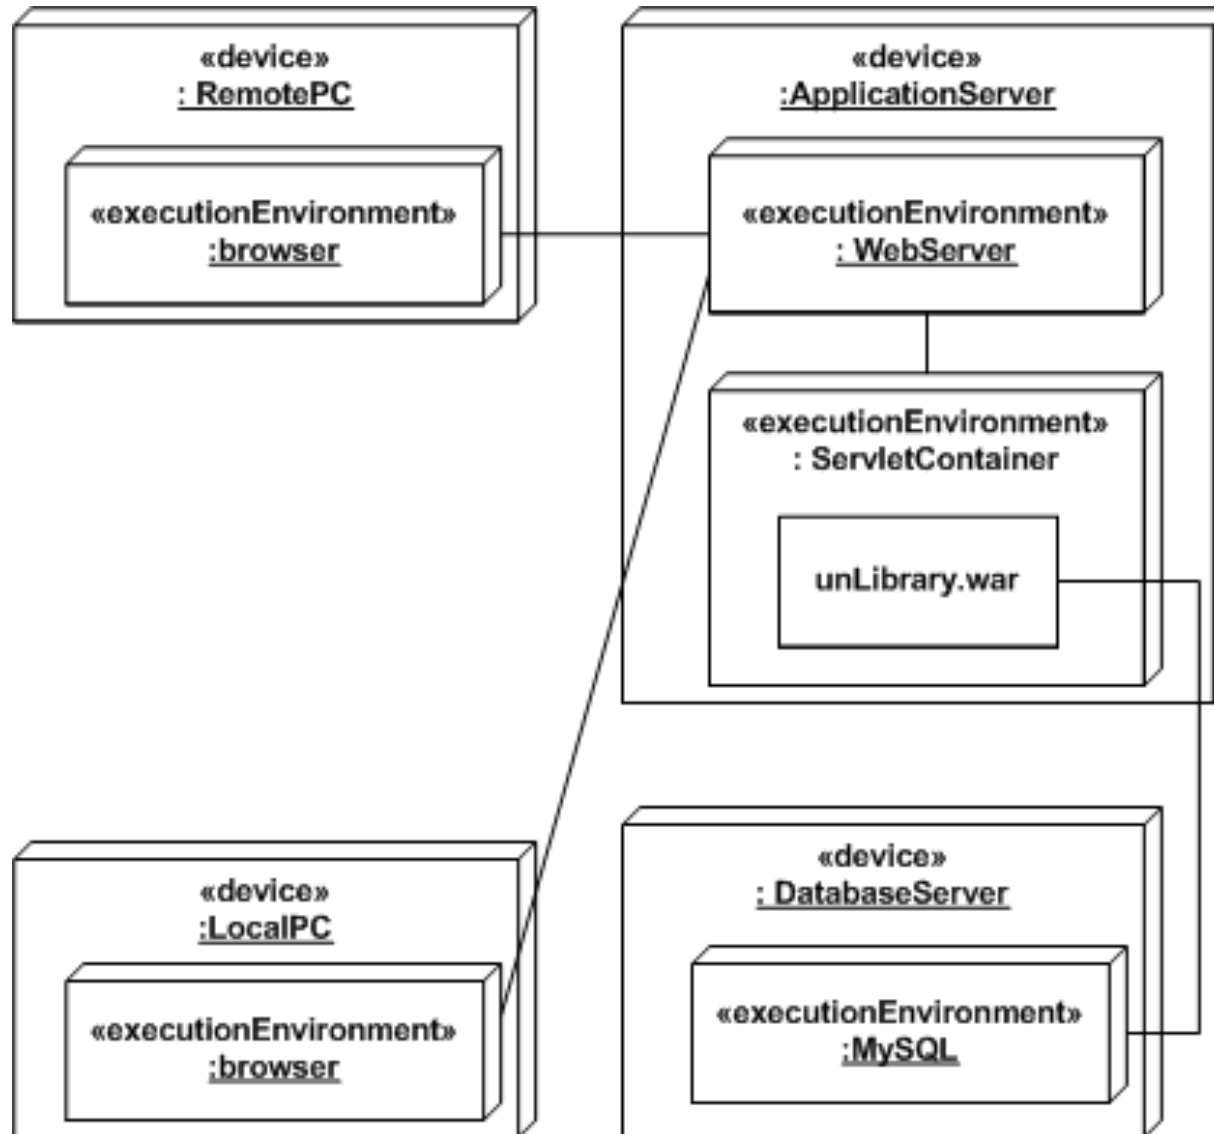 «device»
: RemotePC
«executionEnvironment»
:browser
«device»
:ApplicationServer
«executionEnvironment»
: WebServer
«executionEnvironment»
: ServletContainer
unLibrary.war
«device»
:LocalPC
«executionEnvironment»
:browser
«device»
: DatabaseServer
«executionEnvironment»
:MySQL